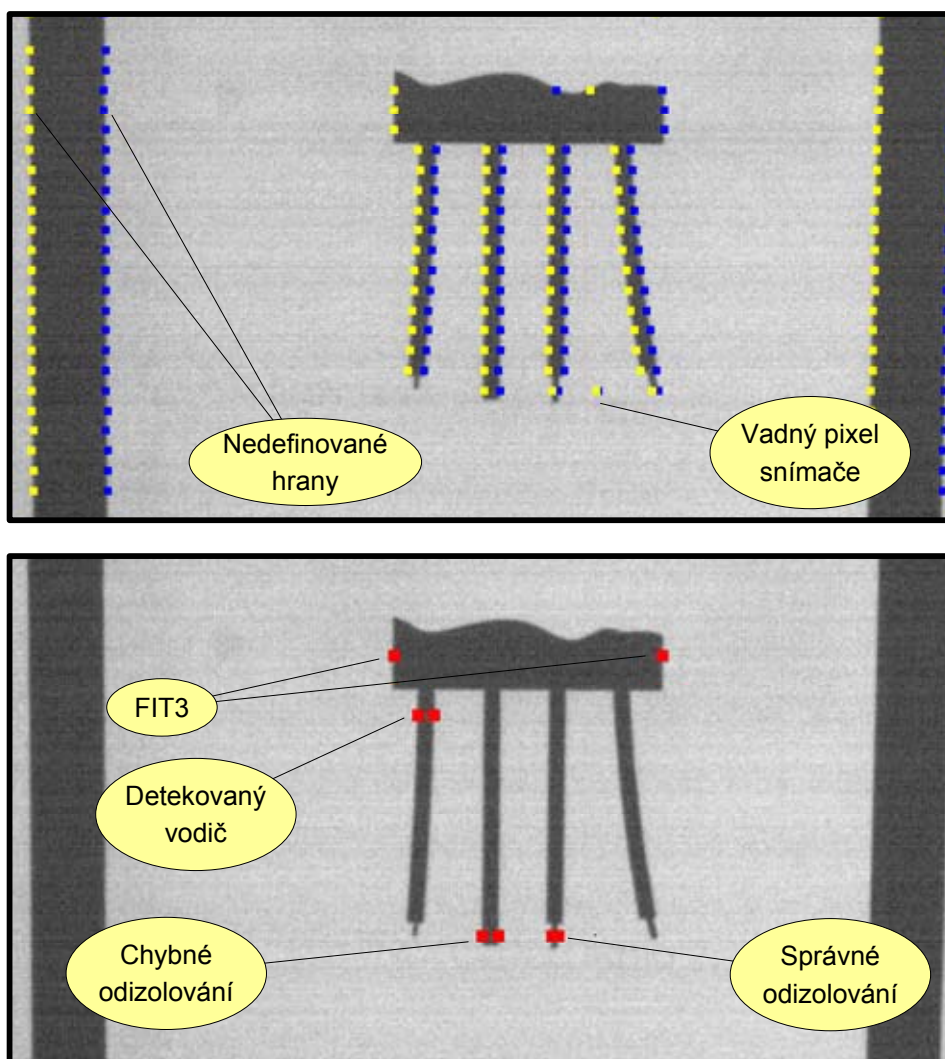 Nedefinované
hrany
Vadný pixel
snímače
FIT3
Detekovaný
vodič
Chybné
odizolování
Správné
odizolování